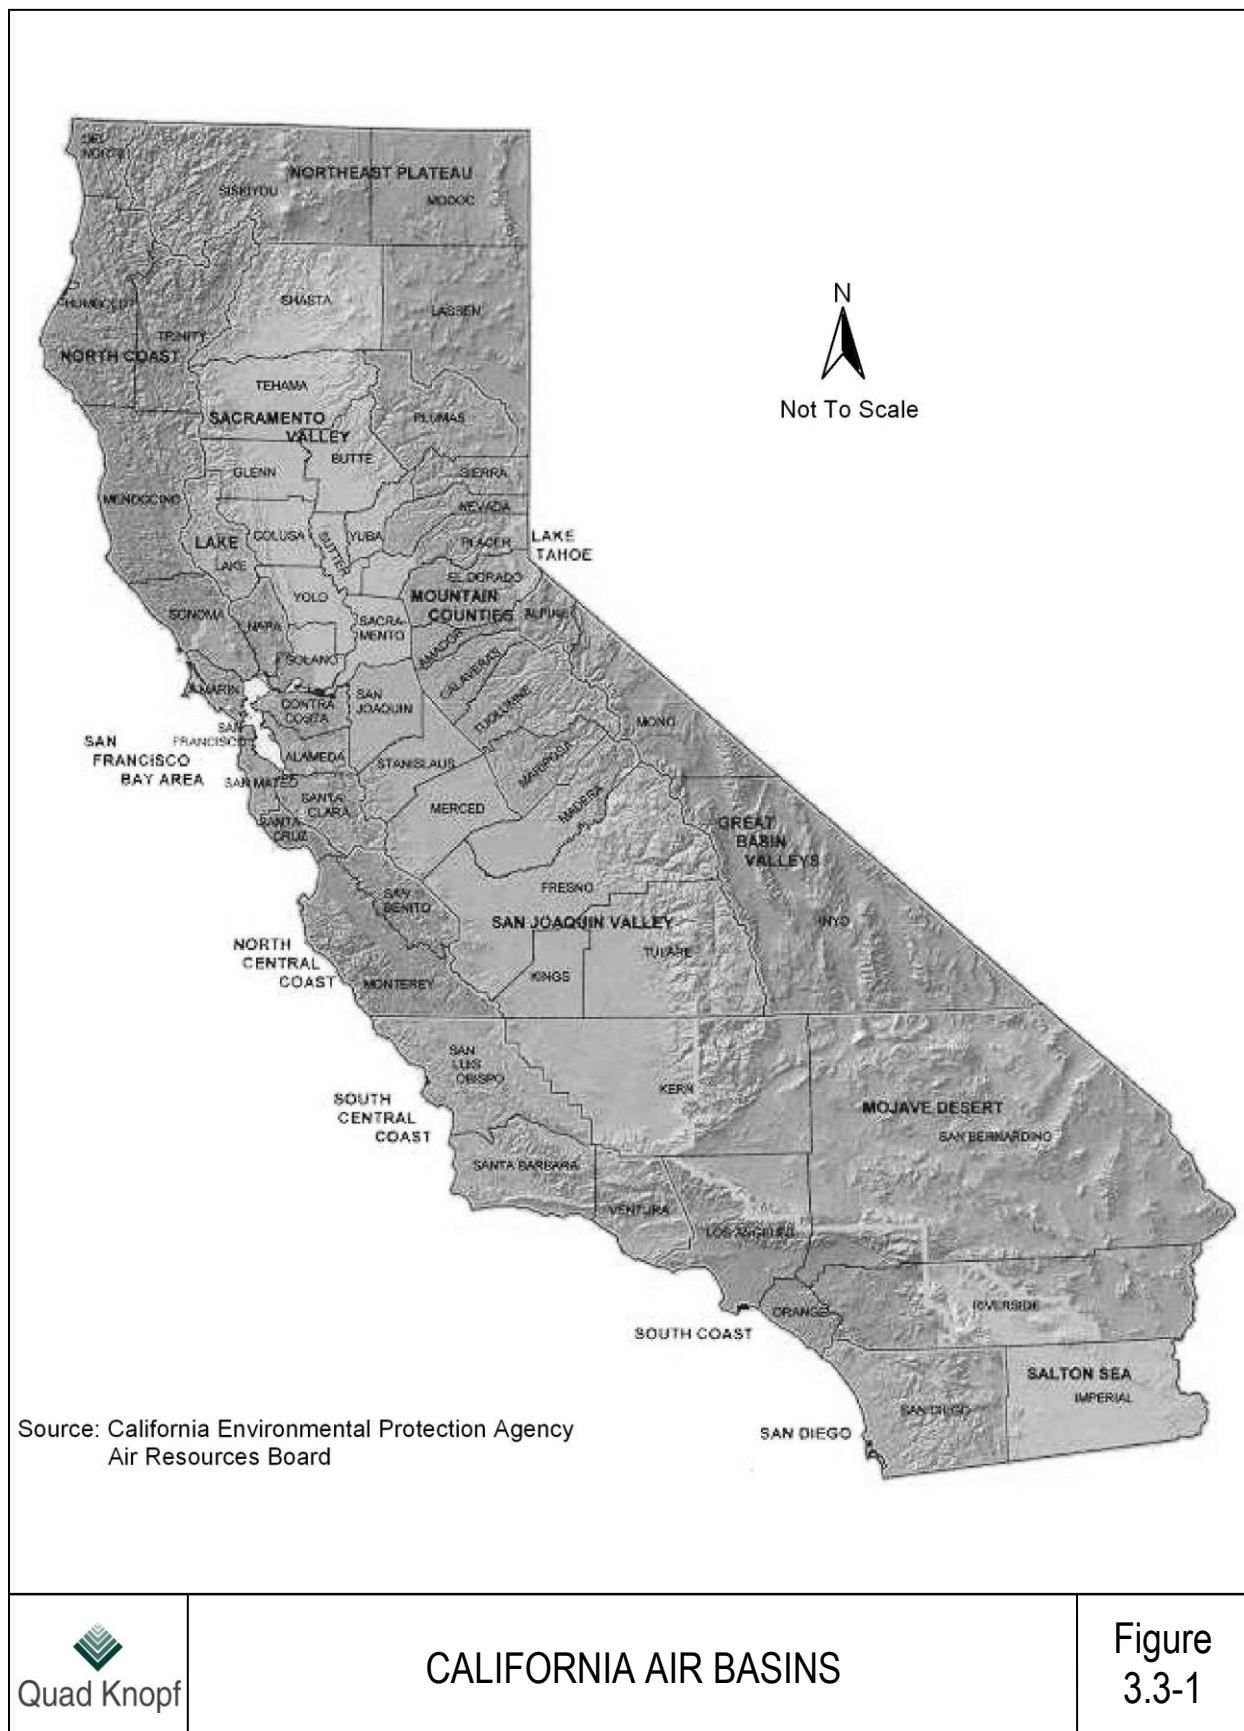 DEL
NORTE
SISKIYOU
NORTHEAST PLATEAU
MODOC
SHASTA
LASSEN
HUMBOLDT
TRINITY
NORTH COAST
N
Not To Scale
TEHAMA
SACRAMENTO
VALLEY
PLUMAS
BUTTE
GLENN
SIERRA
MENDOCINO
NEVADA
COLUSA
SUTTER
YUBA
PLACER
LAKE
TAHOE
LAKE
LAKE
EL DORADO
MOUNTAIN
COUNTIES
YOLO
SONOMA
NAPA
SACRA-
MENTO
ALPINE
AMADOR
SOLANO
CALAVERAS
MARIN
CONTRA
COSTA
SAN
JOAQUIN
TUOLUMNE
MONO
SAN
FRANCISCO
SAN
FRANCISCO
BAY AREA
ALAMEDA
STANISLAUS
MARIPOSA
SAN MATEO
SANTA
CLARA
MERCED
MADERA
SANTA
CRUZ
GREAT
BASIN
VALLEYS
FRESNO
SAN
BENITO
SAN JOAQUIN VALLEY
INYO
NORTH
CENTRAL
COAST
TULARE
KINGS
MONTEREY
SAN
LUIS
OBISPO
KERN
SOUTH
CENTRAL
COAST
MOJAVE DESERT
SAN BERNARDINO
SANTA BARBARA
VENTURA
LOS ANGELES
RIVERSIDE
ORANGE
SOUTH COAST
SALTON SEA
IMPERIAL
SAN DIEGO
SAN DIEGO
Source: California Environmental Protection Agency
Air Resources Board
Quad Knopf
CALIFORNIA AIR BASINS
Figure
3.3-1